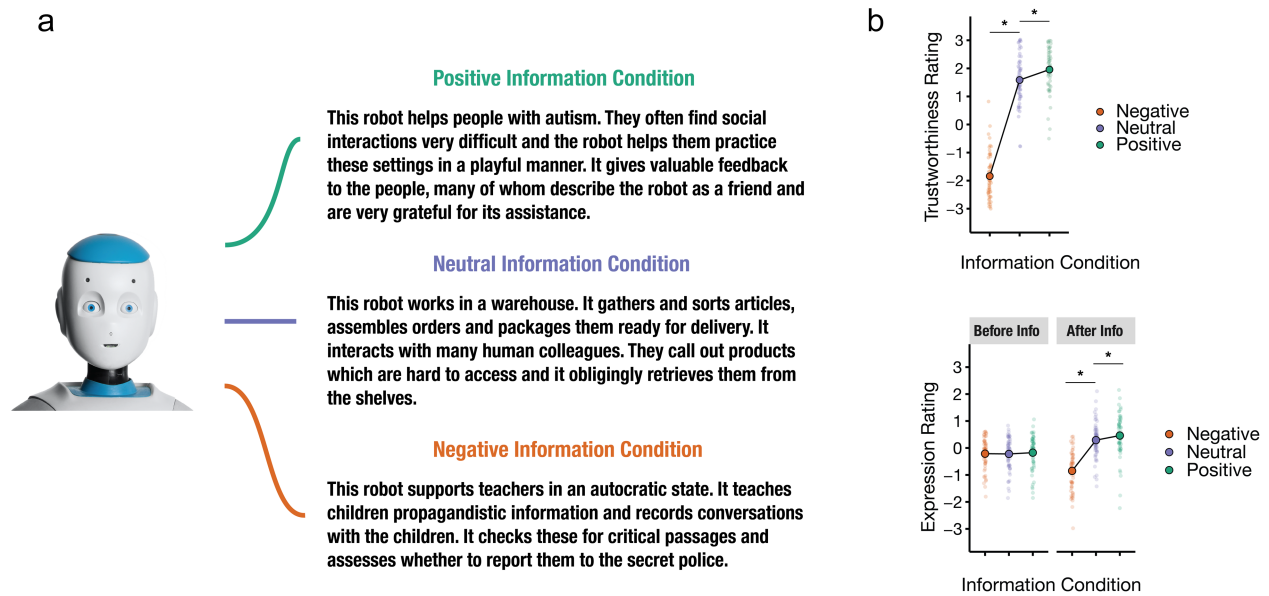 a
Positive Information Condition
This robot helps people with autism. They often find social
interactions very difficult and the robot helps them practice
these settings in a playful manner. It gives valuable feedback
to the people, many of whom describe the robot as a friend and
are very grateful for its assistance.
Neutral Information Condition
This robot works in a warehouse. It gathers and sorts articles,
assembles orders and packages them ready for delivery. It
interacts with many human colleagues. They call out products
which are hard to access and it obligingly retrieves them from
the shelves.
Negative Information Condition
This robot supports teachers in an autocratic state. It teaches
children propagandistic information and records conversations
with the children. It checks these for critical passages and
assesses whether to report them to the secret police.
b
* *
Trustworthiness Rating
3
2
1
0
−1
−2
−3
Information Condition
Negative
Neutral
Positive
Before Info After Info
* *
Expression Rating
3
2
1
0
−1
−2
−3
Information Condition
Negative
Neutral
Positive